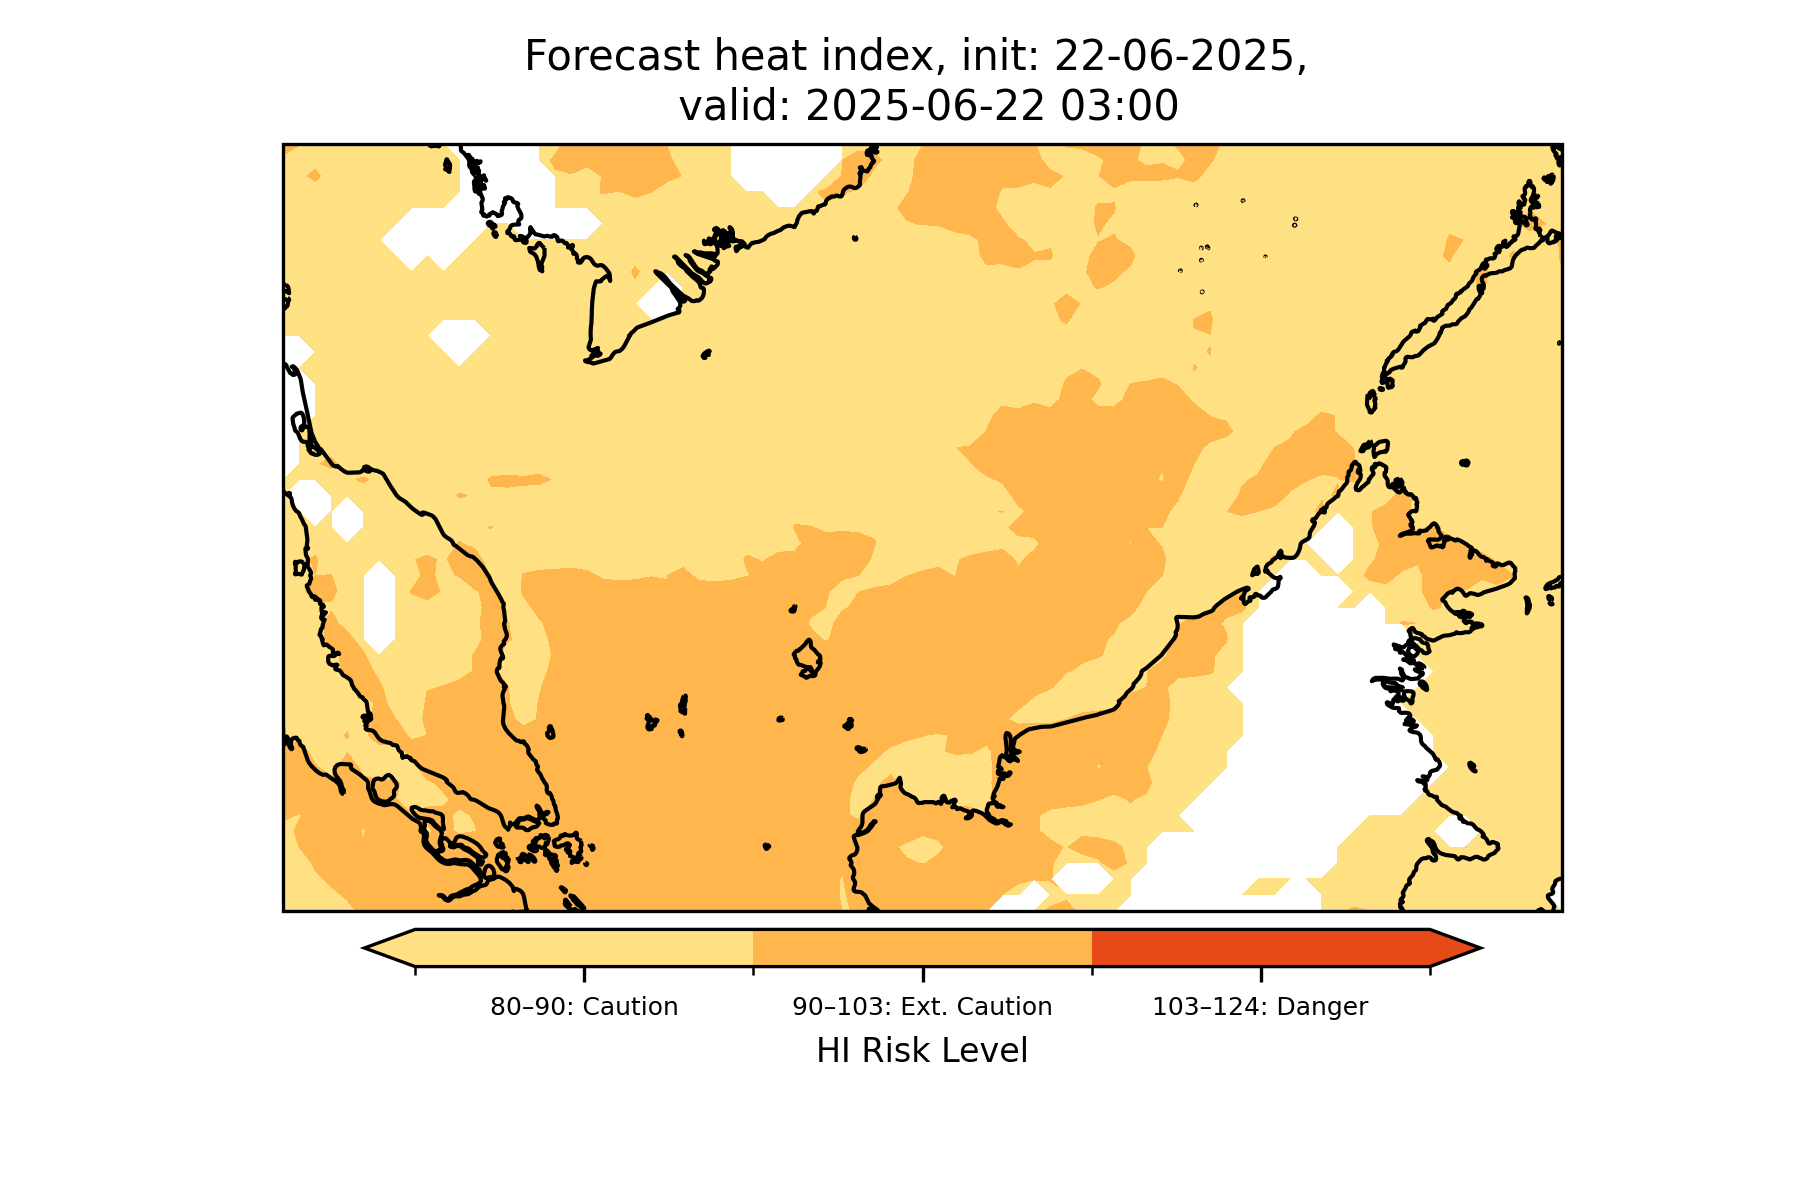 Forecast heat index, init: 22-06-2025,
valid: 2025-06-22 03:00
80–90: Caution
90–103: Ext. Caution
103–124: Danger
HI Risk Level